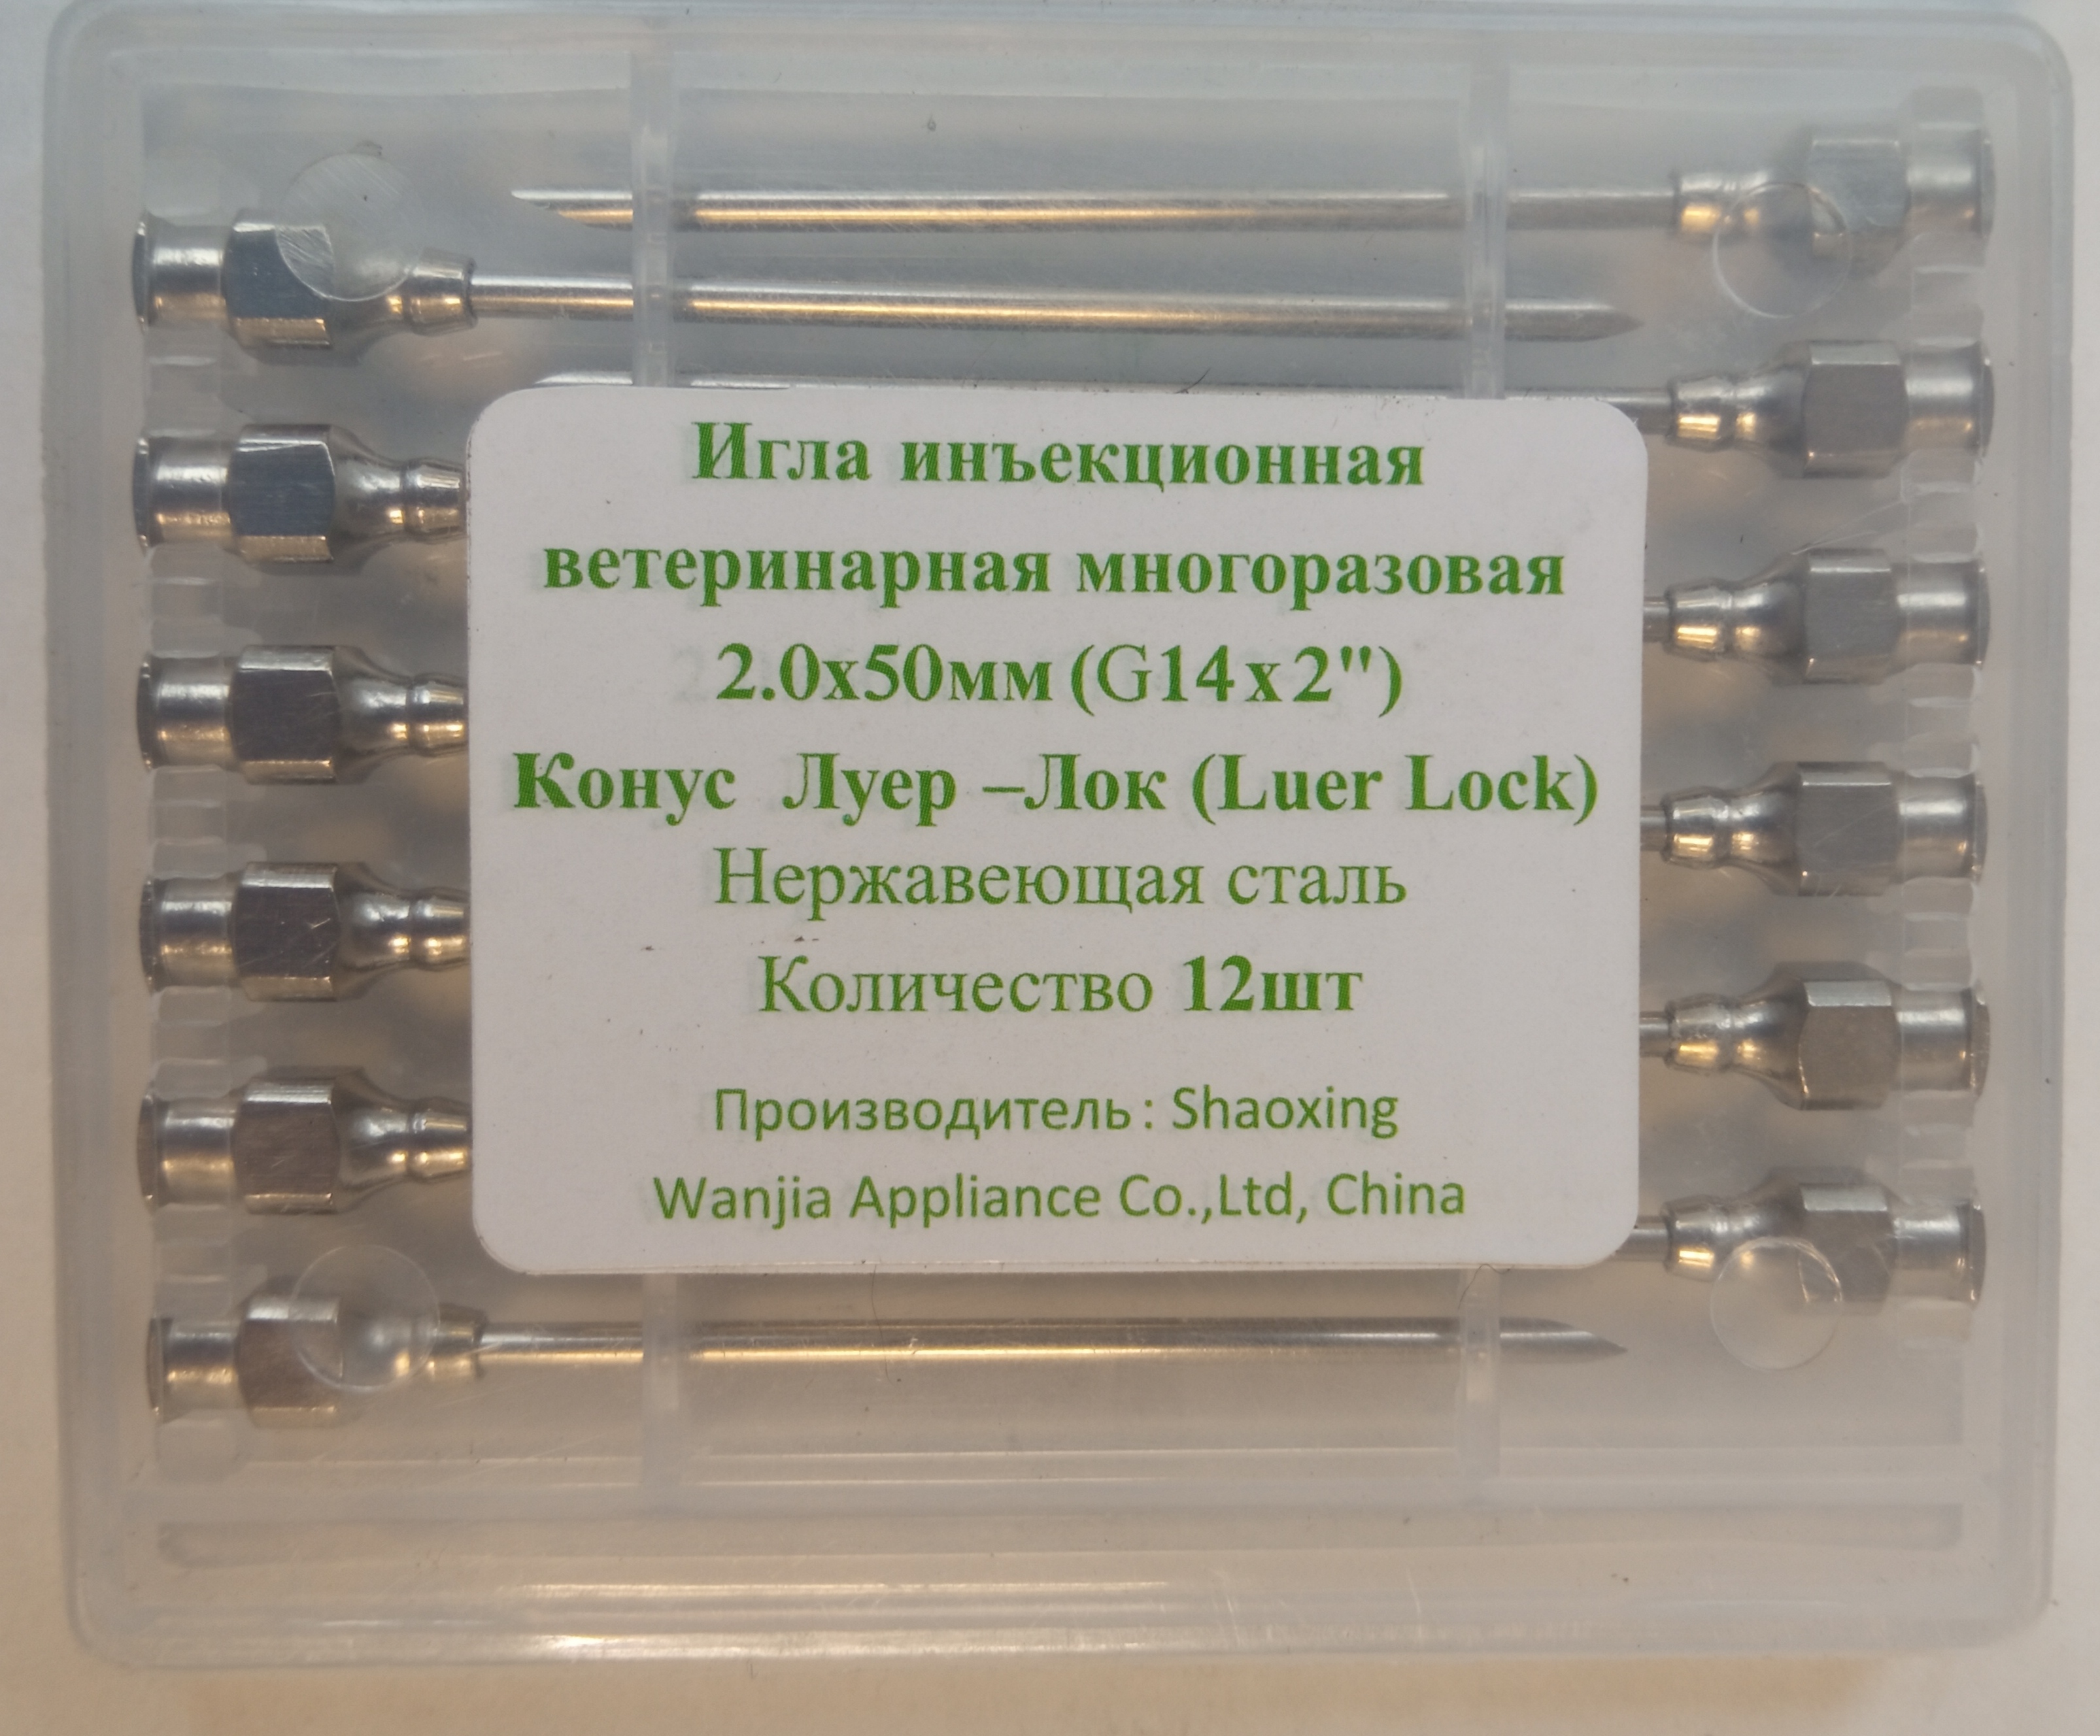 Игла инъекционная
ветеринарная многоразовая
2.0х50мм (G14 x 2")
Конус Луер –Лок (Luer Lock)
Нержавеющая сталь
Количество 12шт
Производитель: Shaoxing
Wanjia Appliance Co.,Ltd, China